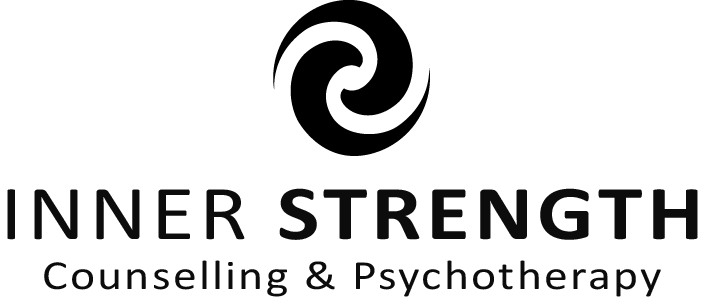 INNER STRENGTH
Counselling & Psychotherapy